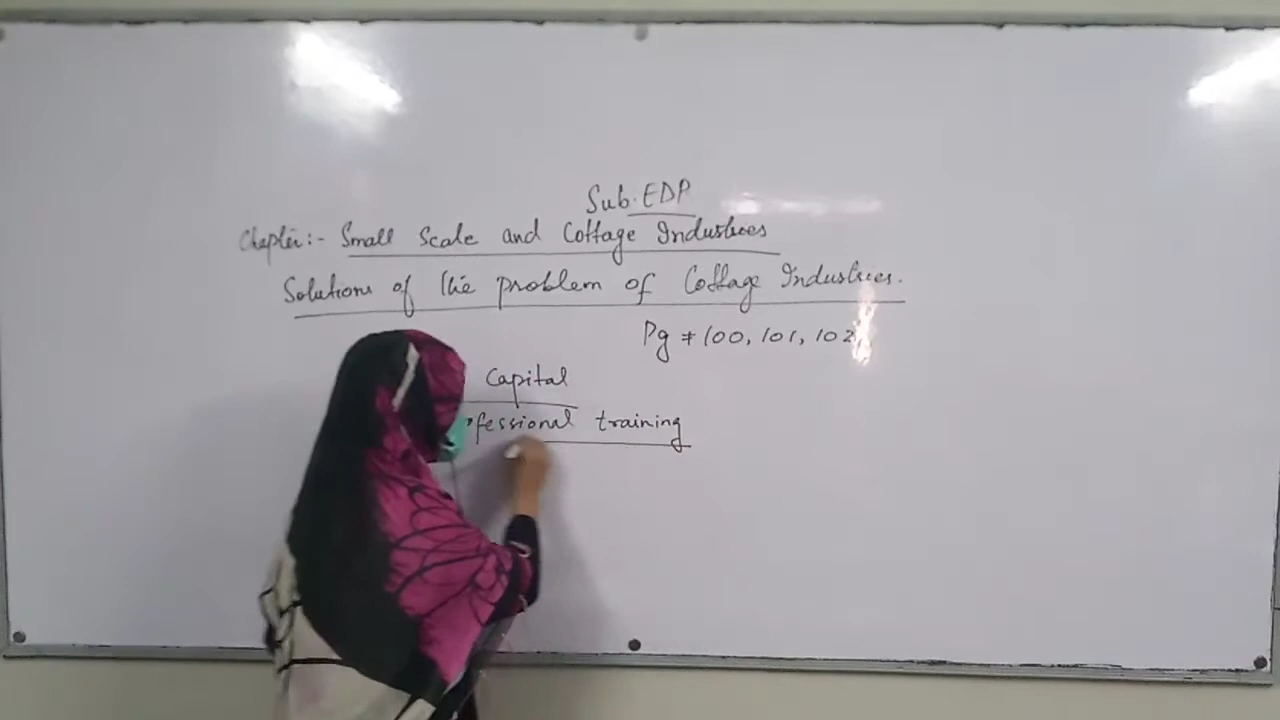 Sub. EDP
Chapter:- Small Scale and Cottage Industries
Solutions of the problem of Cottage Industries.
Pg # 100, 101, 102
Capital
fessional training